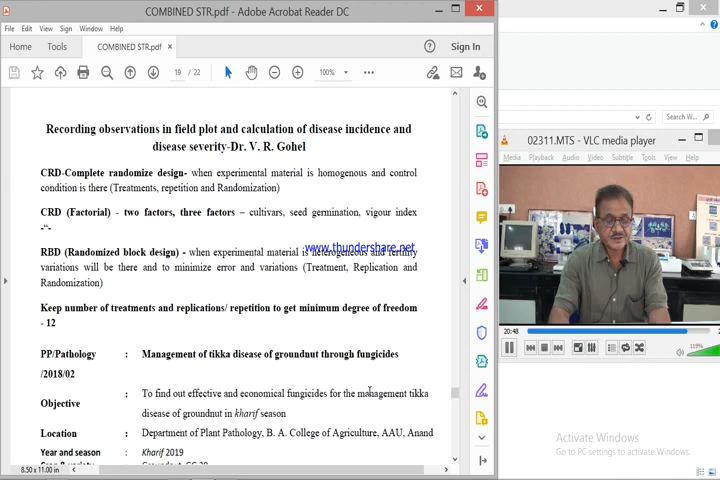 COMBINED STR.pdf - Adobe Acrobat Reader DC
File Edit View Sign Window Help
Home Tools COMBINED STR.pdf × Sign In
19 / 22 100%
Recording observations in field plot and calculation of disease incidence and
disease severity-Dr. V. R. Gohel
CRD-Complete randomize design- when experimental material is homogenous and control
condition is there (Treatments, repetition and Randomization)
CRD (Factorial) - two factors, three factors – cultivars, seed germination, vigour index
-“-
www.thundershare.net
RBD (Randomized block design) - when experimental material is heterogeneous and fertility
variations will be there and to minimize error and variations (Treatment, Replication and
Randomization)
Keep number of treatments and replications/ repetition to get minimum degree of freedom
- 12
PP/Pathology : Management of tikka disease of groundnut through fungicides
/2018/02
Objective : To find out effective and economical fungicides for the management tikka
disease of groundnut in kharif season
Location : Department of Plant Pathology, B. A. College of Agriculture, AAU, Anand
Year and season : Kharif 2019
8.50 x 11.00 in
Search W...
02311.MTS - VLC media player
Media Playback Audio Video Subtitle Tools View Help
20:48
119%
Activate Windows
Go to PC settings to activate Windows.